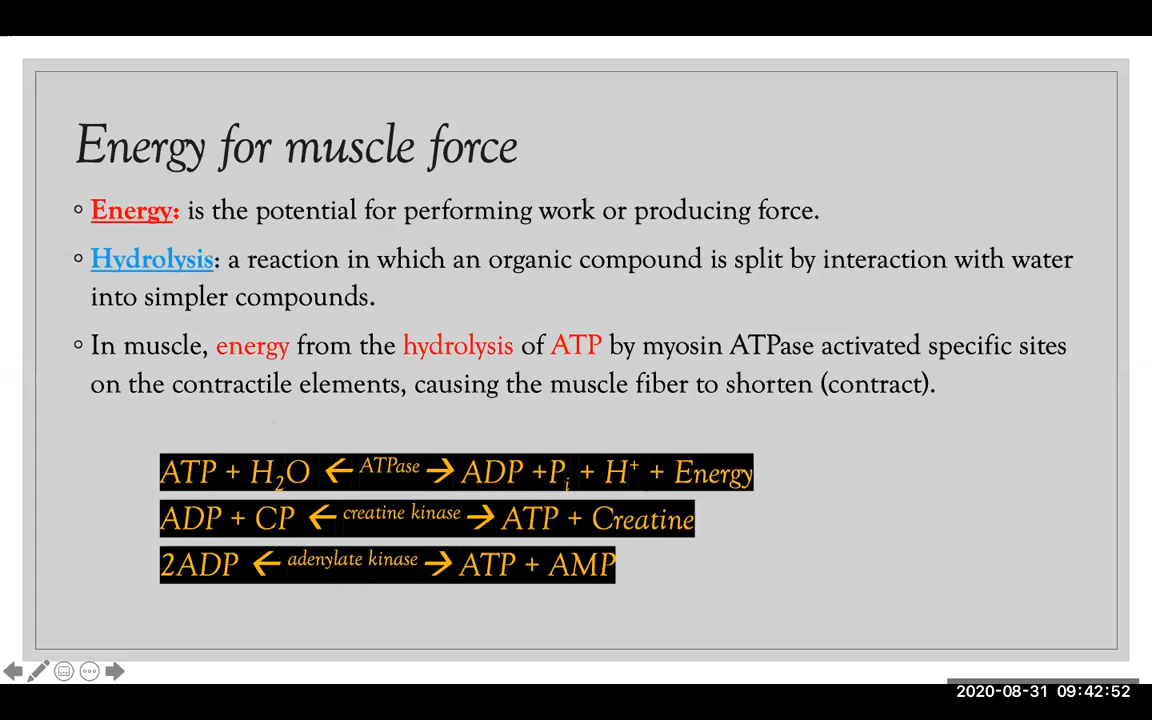 Energy for muscle force
◦ Energy: is the potential for performing work or producing force.
◦ Hydrolysis: a reaction in which an organic compound is split by interaction with water
into simpler compounds.
◦ In muscle, energy from the hydrolysis of ATP by myosin ATPase activated specific sites
on the contractile elements, causing the muscle fiber to shorten (contract).
ATP + H₂O ← ᴬᵀᴾase → ADP +Pᵢ + H⁺ + Energy
ADP + CP ← creatine kinase → ATP + Creatine
2ADP ← adenylate kinase → ATP + AMP
2020-08-31 09:42:52